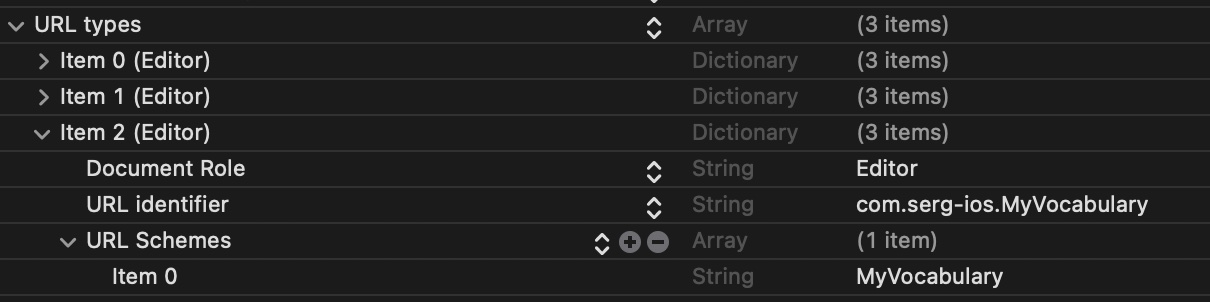 URL types Array (3 items)
Item 0 (Editor) Dictionary (3 items)
Item 1 (Editor) Dictionary (3 items)
Item 2 (Editor) Dictionary (3 items)
Document Role String Editor
URL identifier String com.serg-ios.MyVocabulary
URL Schemes Array (1 item)
Item 0 String MyVocabulary